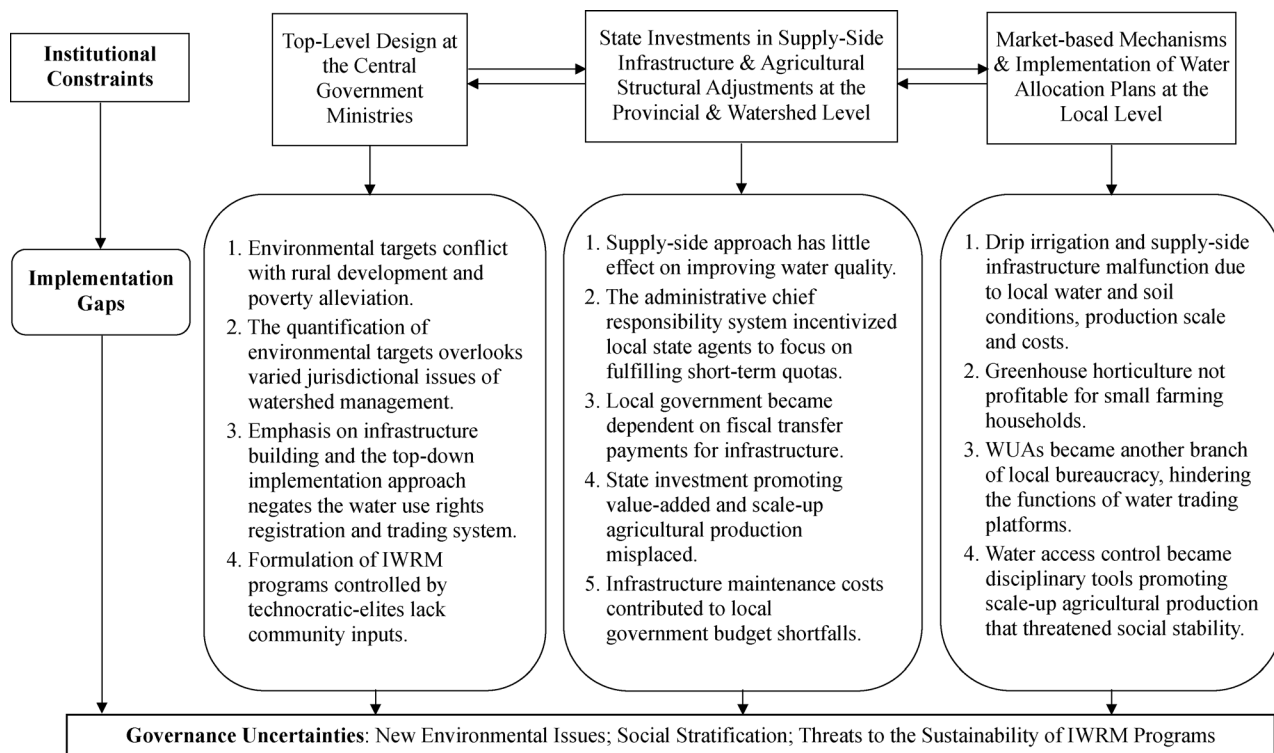 Institutional
Constraints
Top-Level Design at
the Central
Government
Ministries
State Investments in Supply-Side
Infrastructure & Agricultural
Structural Adjustments at the
Provincial & Watershed Level
Market-based Mechanisms
& Implementation of Water
Allocation Plans at the
Local Level
Implementation
Gaps
1. Environmental targets conflict
with rural development and
poverty alleviation.
2. The quantification of
environmental targets overlooks
varied jurisdictional issues of
watershed management.
3. Emphasis on infrastructure
building and the top-down
implementation approach
negates the water use rights
registration and trading system.
4. Formulation of IWRM
programs controlled by
technocratic-elites lack
community inputs.
1. Supply-side approach has little
effect on improving water quality.
2. The administrative chief
responsibility system incentivized
local state agents to focus on
fulfilling short-term quotas.
3. Local government became
dependent on fiscal transfer
payments for infrastructure.
4. State investment promoting
value-added and scale-up
agricultural production
misplaced.
5. Infrastructure maintenance costs
contributed to local
government budget shortfalls.
1. Drip irrigation and supply-side
infrastructure malfunction due
to local water and soil
conditions, production scale
and costs.
2. Greenhouse horticulture not
profitable for small farming
households.
3. WUAs became another branch
of local bureaucracy, hindering
the functions of water trading
platforms.
4. Water access control became
disciplinary tools promoting
scale-up agricultural production
that threatened social stability.
Governance Uncertainties: New Environmental Issues; Social Stratification; Threats to the Sustainability of IWRM Programs